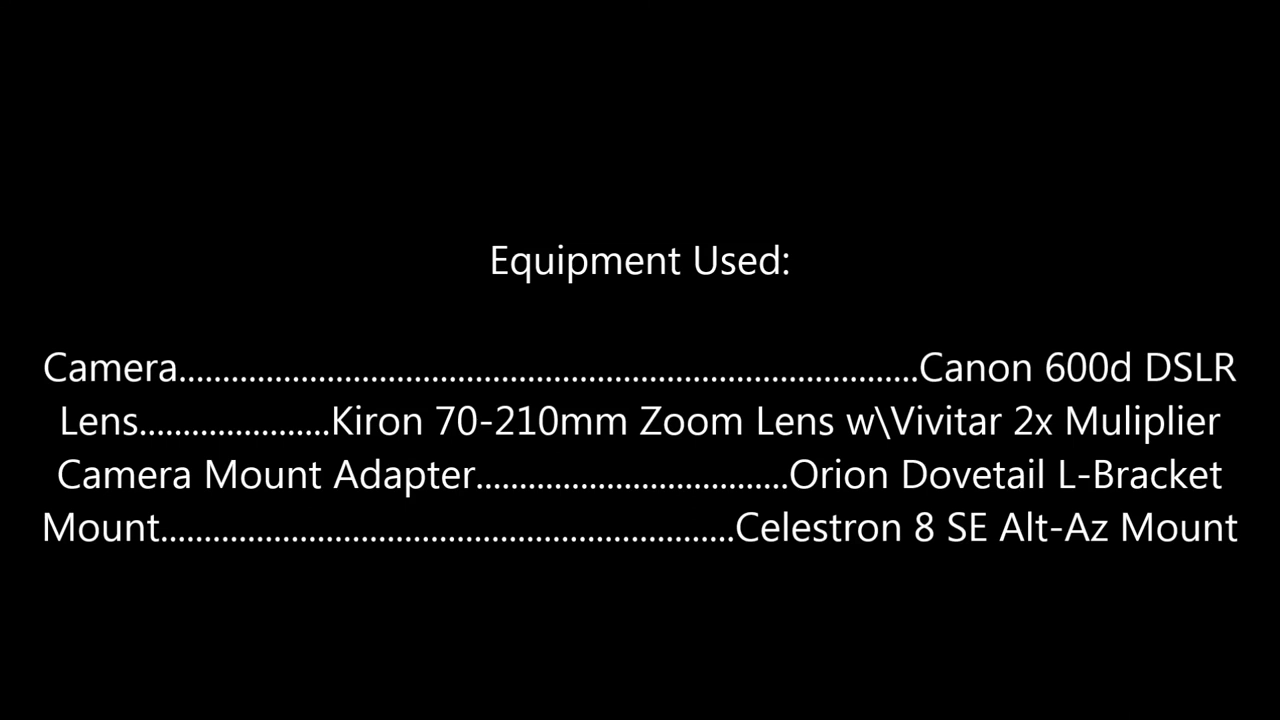 Equipment Used:
Camera.....................................................................................Canon 600d DSLR
Lens......................Kiron 70-210mm Zoom Lens w\Vivitar 2x Muliplier
Camera Mount Adapter....................................Orion Dovetail L-Bracket
Mount..................................................................Celestron 8 SE Alt-Az Mount